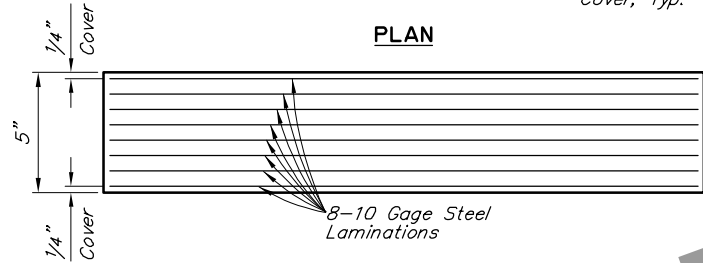 Cover, Typ.
PLAN
1/4"
Cover
5"
8-10 Gage Steel
Laminations
1/4"
Cover